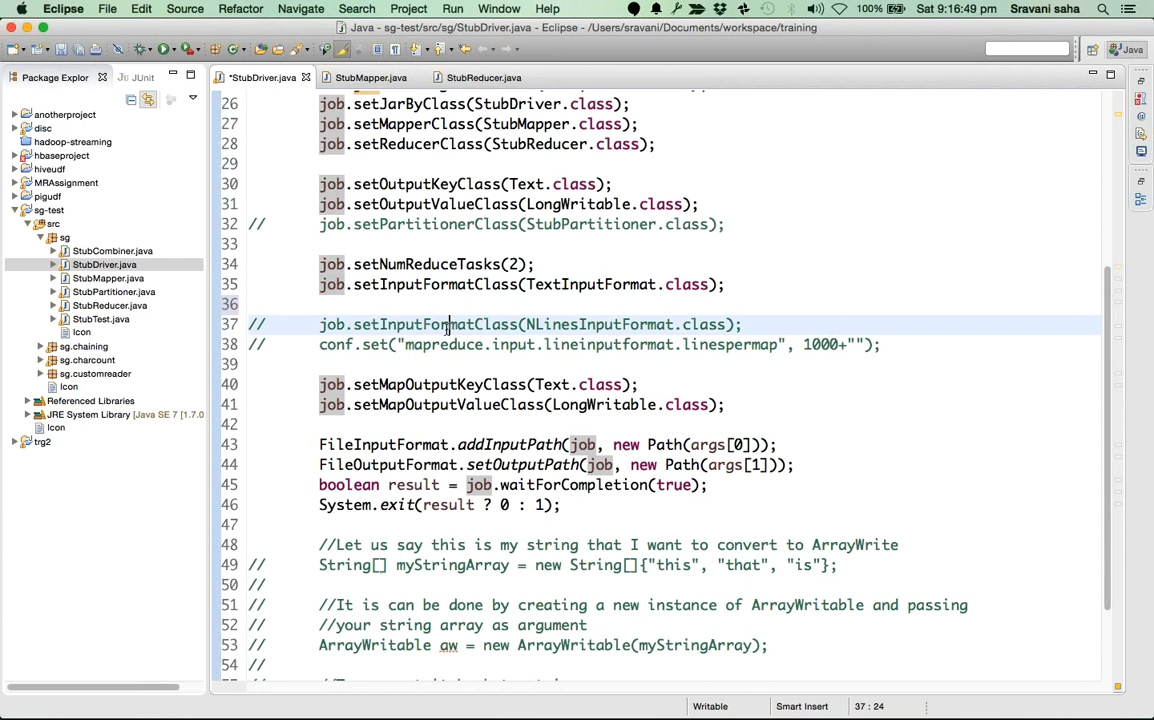 Eclipse File Edit Source Refactor Navigate Search Project Run Window Help 100% Sat 9:16:49 PM Sravani saha
Java - sg-test/src/sg/StubDriver.java - Eclipse - /Users/sravani/Documents/workspace/training
Java
Package Explor
JUnit
*StubDriver.java
StubMapper.java
StubReducer.java
anotherproject
disc
hadoop-streaming
hbaseproject
hiveudf
MRAssignment
pigudf
sg-test
src
sg
StubCombiner.java
StubDriver.java
StubMapper.java
StubPartitioner.java
StubReducer.java
StubTest.java
Icon
sg.chaining
sg.charcount
sg.customreader
Icon
Referenced Libraries
JRE System Library [Java SE 7 [1.7.0
Icon
trg2
26 job.setJarByClass(StubDriver.class);
27 job.setMapperClass(StubMapper.class);
28 job.setReducerClass(StubReducer.class);
29
30 job.setOutputKeyClass(Text.class);
31 job.setOutputValueClass(LongWritable.class);
32 // job.setPartitionerClass(StubPartitioner.class);
33
34 job.setNumReduceTasks(2);
35 job.setInputFormatClass(TextInputFormat.class);
36
37 // job.setInputFormatClass(NLinesInputFormat.class);
38 // conf.set("mapreduce.input.lineinputformat.linespermap", 1000+"");
39
40 job.setMapOutputKeyClass(Text.class);
41 job.setMapOutputValueClass(LongWritable.class);
42
43 FileInputFormat.addInputPath(job, new Path(args[0]));
44 FileOutputFormat.setOutputPath(job, new Path(args[1]));
45 boolean result = job.waitForCompletion(true);
46 System.exit(result ? 0 : 1);
47
48 //Let us say this is my string that I want to convert to ArrayWrite
49 // String[] myStringArray = new String[]{"this", "that", "is"};
50 //
51 // //It is can be done by creating a new instance of ArrayWritable and passing
52 // //your string array as argument
53 // ArrayWritable aw = new ArrayWritable(myStringArray);
54 //
Writable
Smart Insert
37 : 24